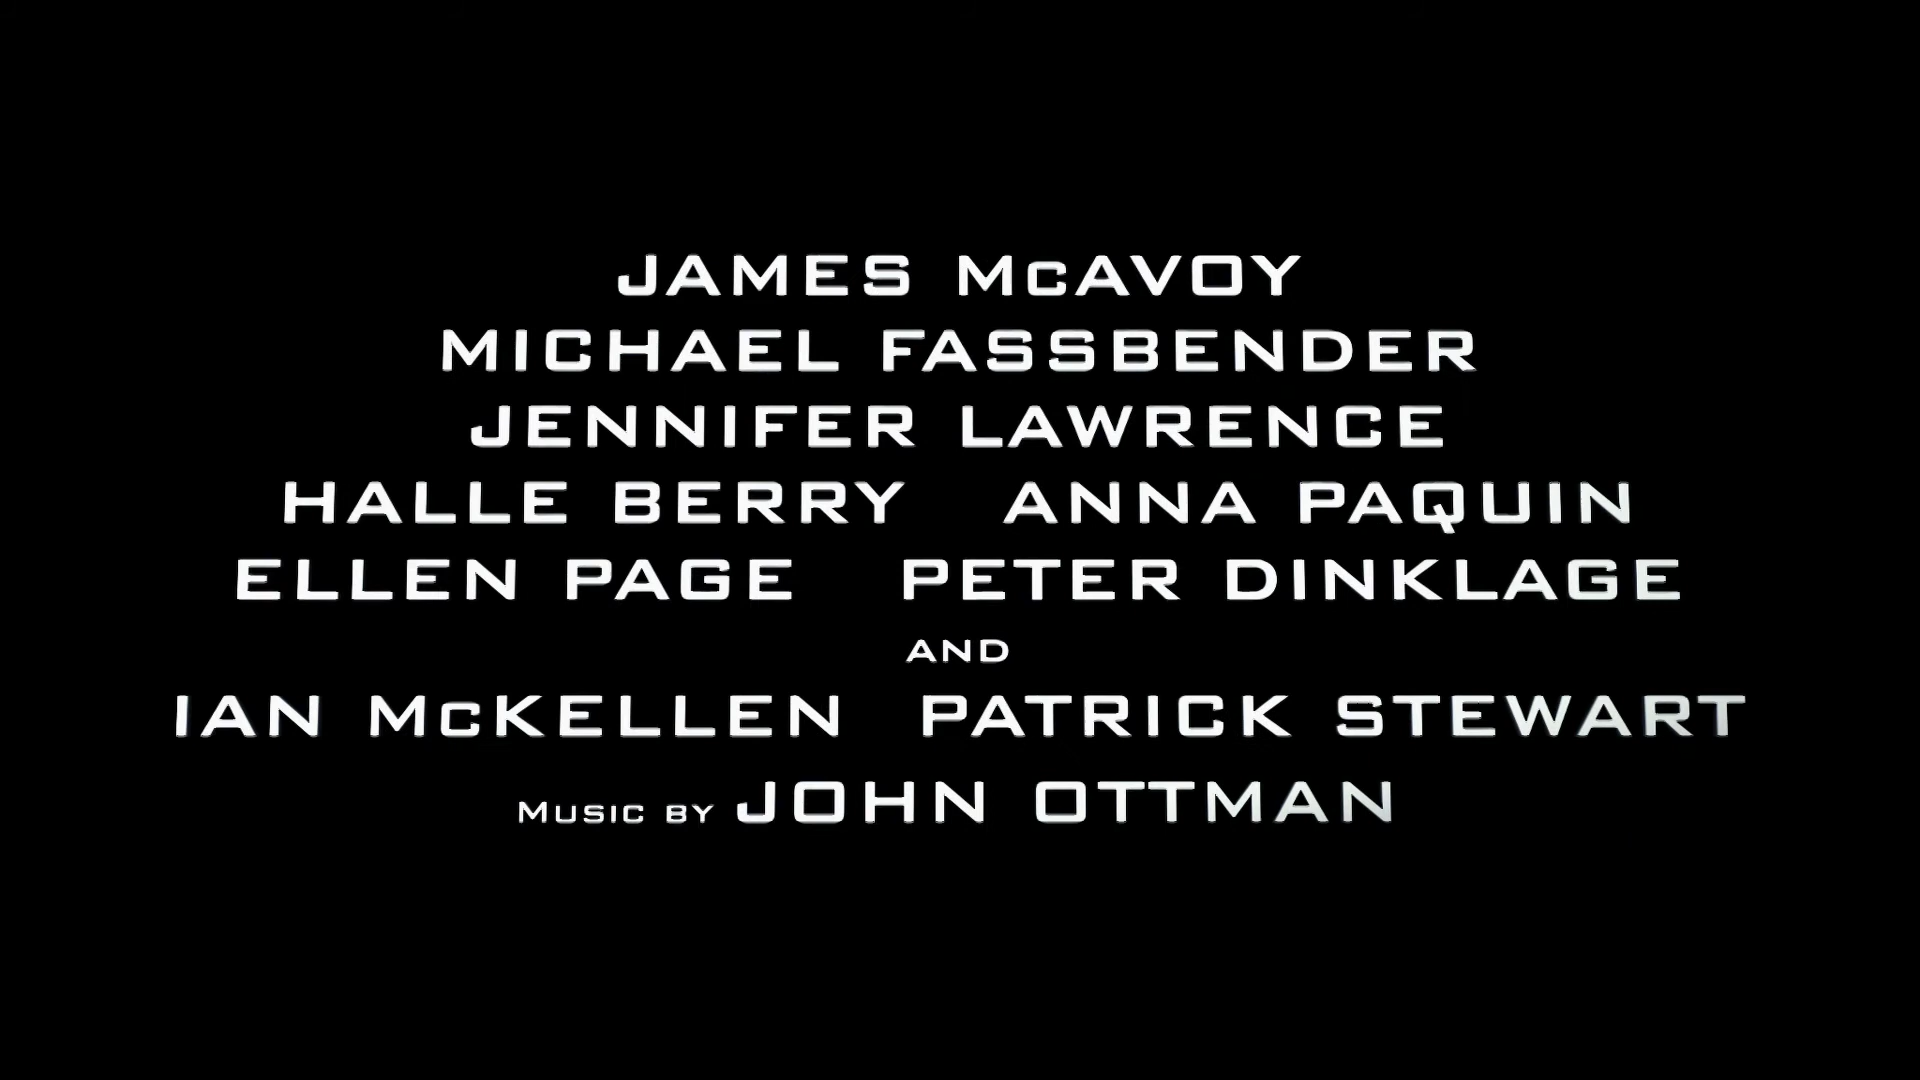 JAMES McAVOY
MICHAEL FASSBENDER
JENNIFER LAWRENCE
HALLE BERRY ANNA PAQUIN
ELLEN PAGE PETER DINKLAGE
AND
IAN McKELLEN PATRICK STEWART
MUSIC BY JOHN OTTMAN